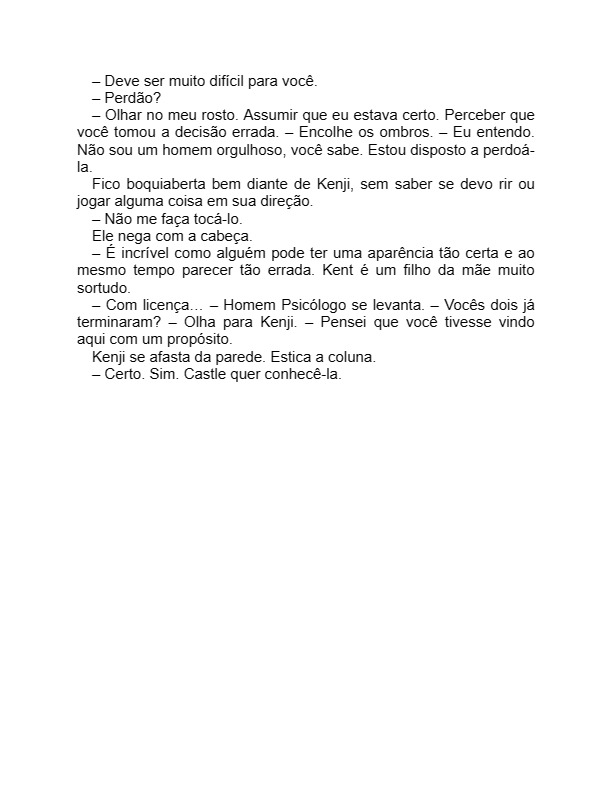 – Deve ser muito difícil para você.
– Perdão?
– Olhar no meu rosto. Assumir que eu estava certo. Perceber que
você tomou a decisão errada. – Encolhe os ombros. – Eu entendo.
Não sou um homem orgulhoso, você sabe. Estou disposto a perdoá-
la.
Fico boquiaberta bem diante de Kenji, sem saber se devo rir ou
jogar alguma coisa em sua direção.
– Não me faça tocá-lo.
Ele nega com a cabeça.
– É incrível como alguém pode ter uma aparência tão certa e ao
mesmo tempo parecer tão errada. Kent é um filho da mãe muito
sortudo.
– Com licença… – Homem Psicólogo se levanta. – Vocês dois já
terminaram? – Olha para Kenji. – Pensei que você tivesse vindo
aqui com um propósito.
Kenji se afasta da parede. Estica a coluna.
– Certo. Sim. Castle quer conhecê-la.